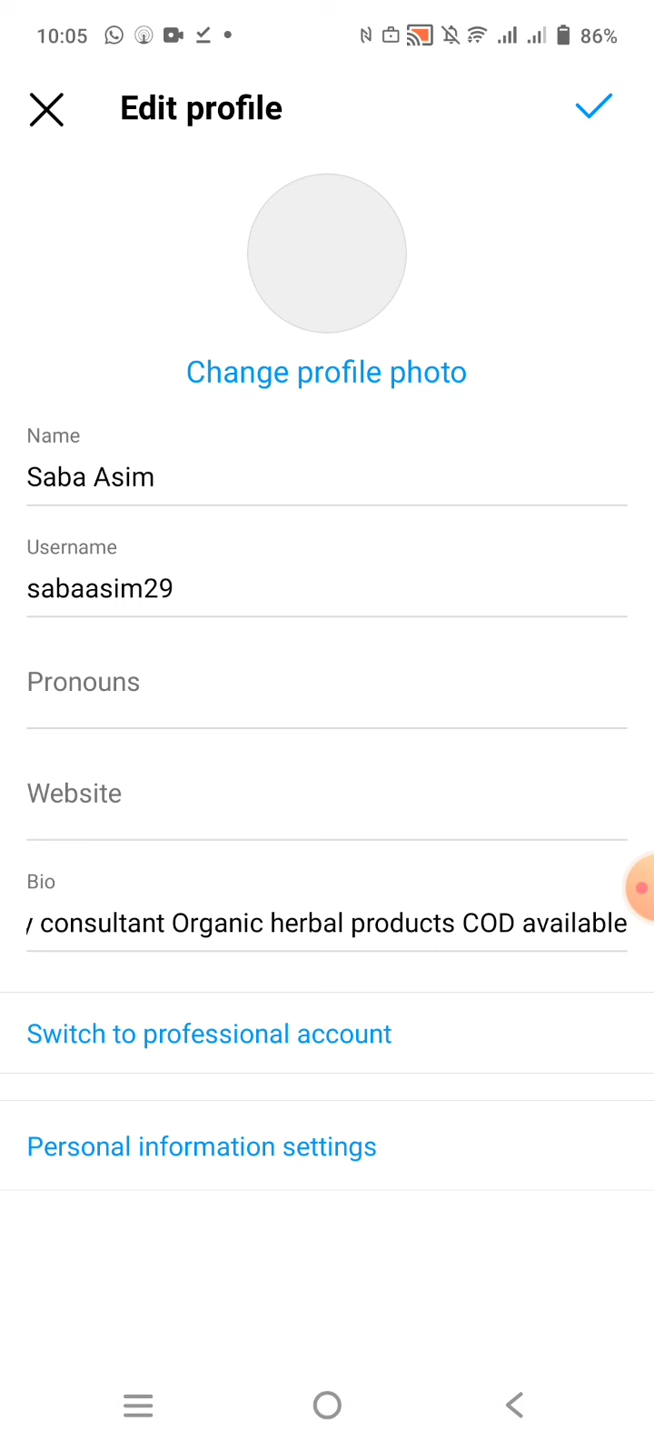 10:05 86%
Edit profile
Change profile photo
Name
Saba Asim
Username
sabaasim29
Pronouns
Website
Bio
consultant Organic herbal products COD available
Switch to professional account
Personal information settings